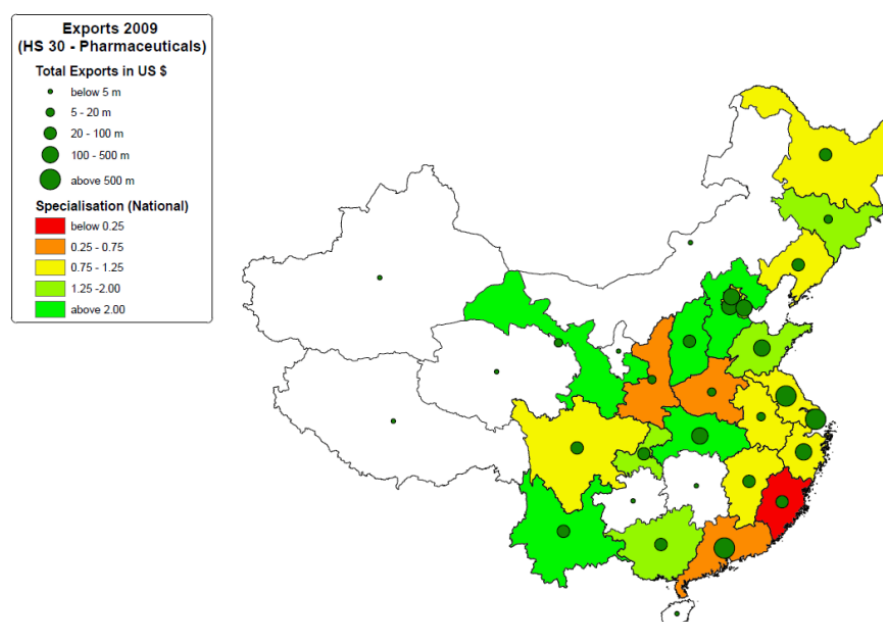 Exports 2009
(HS 30 - Pharmaceuticals)
Total Exports in US $
below 5 m
5 - 20 m
20 - 100 m
100 - 500 m
above 500 m
Specialisation (National)
below 0.25
0.25 - 0.75
0.75 - 1.25
1.25 -2.00
above 2.00